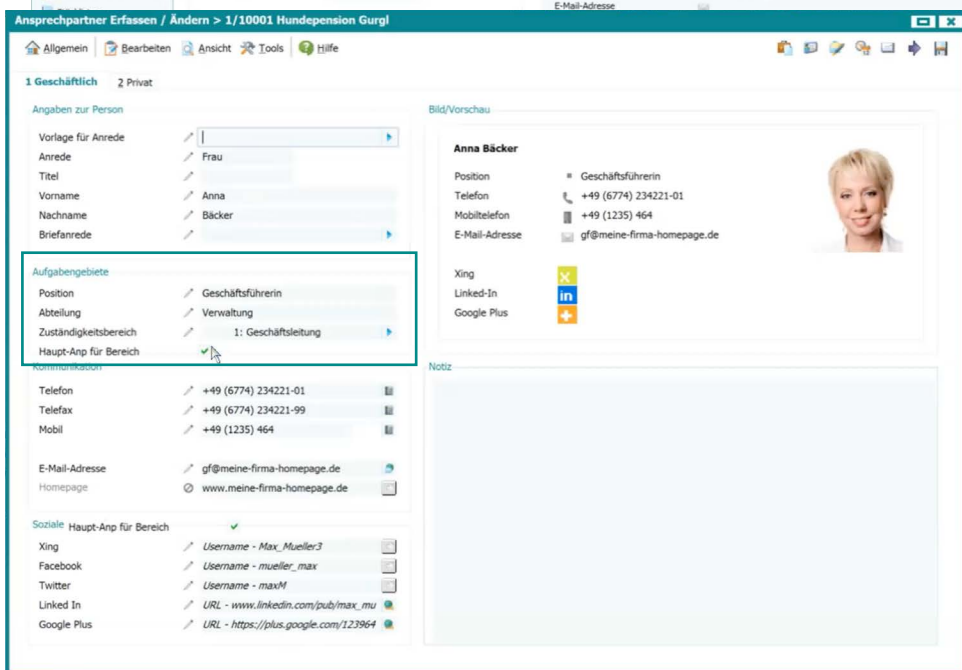 E-Mail-Adresse
Ansprechpartner Erfassen / Ändern > 1/10001 Hundepension Gurgl
Allgemein Bearbeiten Ansicht Tools Hilfe
1 Geschäftlich 2 Privat
Angaben zur Person
Vorlage für Anrede
Anrede Frau
Titel
Vorname Anna
Nachname Bäcker
Briefanrede
Aufgabengebiete
Position Geschäftsführerin
Abteilung Verwaltung
Zuständigkeitsbereich 1: Geschäftsleitung
Haupt-Anp für Bereich
Kommunikation
Telefon +49 (6774) 234221-01
Telefax +49 (6774) 234221-99
Mobil +49 (1235) 464
E-Mail-Adresse gf@meine-firma-homepage.de
Homepage www.meine-firma-homepage.de
Soziale Haupt-Anp für Bereich
Xing Username - Max_Mueller3
Facebook Username - mueller_max
Twitter Username - maxM
Linked In URL - www.linkedin.com/pub/max_mu
Google Plus URL - https://plus.google.com/123964
Bild/Vorschau
Anna Bäcker
Position Geschäftsführerin
Telefon +49 (6774) 234221-01
Mobiltelefon +49 (1235) 464
E-Mail-Adresse gf@meine-firma-homepage.de
Xing
Linked-In in
Google Plus
Notiz